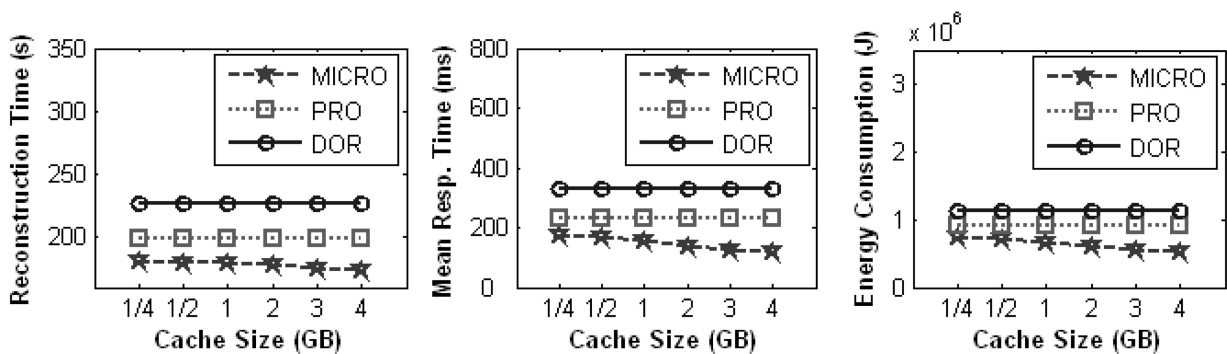 Reconstruction Time (s)
350
300
250
200
MICRO
PRO
DOR
1/4 1/2 1 2 3 4
Cache Size (GB)
Mean Resp. Time (ms)
800
600
400
200
0
MICRO
PRO
DOR
1/4 1/2 1 2 3 4
Cache Size (GB)
Energy Consumption (J)
x 10^6
3
2
1
0
MICRO
PRO
DOR
1/4 1/2 1 2 3 4
Cache Size (GB)